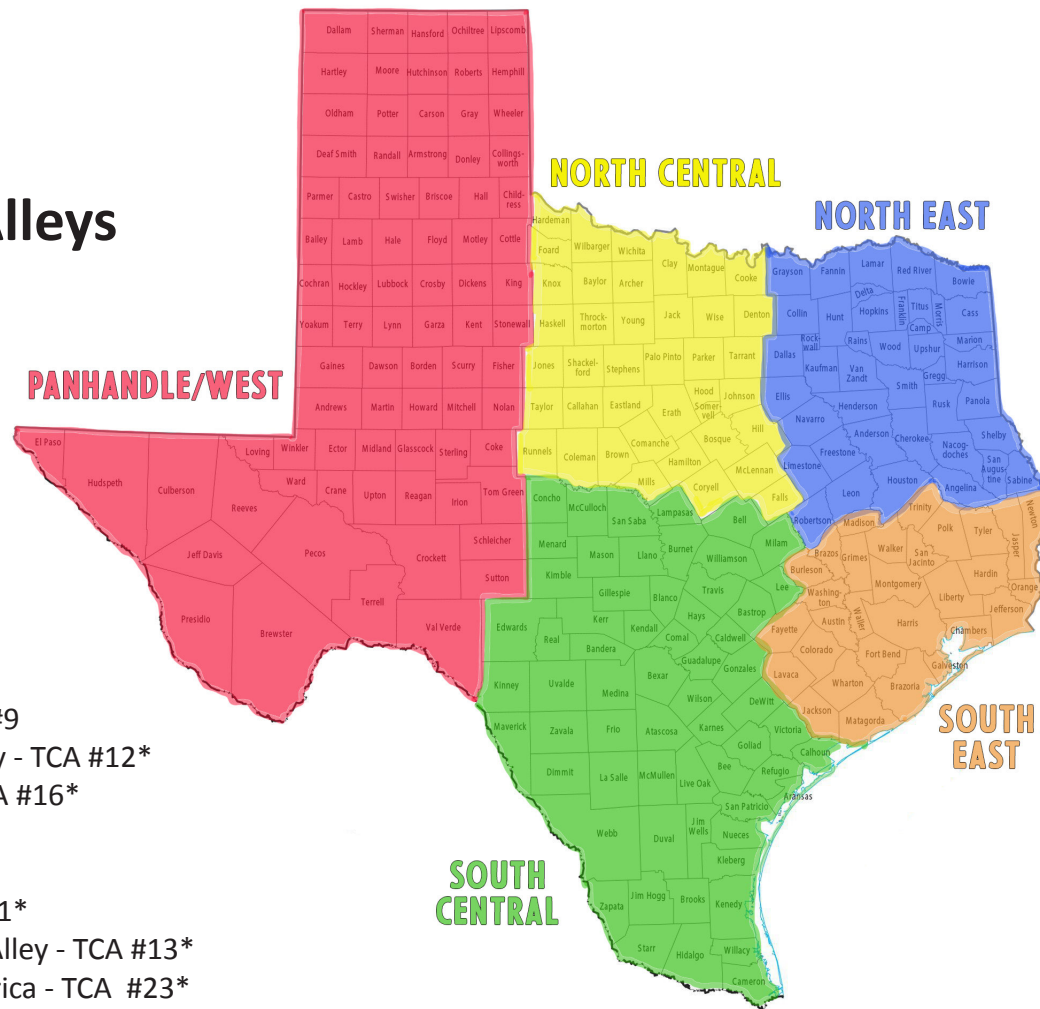 Dallam Sherman Hansford Ochiltree Lipscomb
Hartley Moore Hutchinson Roberts Hemphill
Oldham Potter Carson Gray Wheeler
Deaf Smith Randall Armstrong Donley Collings-
worth
NORTH CENTRAL
Parmer Castro Swisher Briscoe Hall Child-
ress
lleys
NORTH EAST
Hardeman
Bailey Lamb Hale Floyd Motley Cottle
Foard Wilbarger Wichita Clay Montague Cooke
Grayson Fannin Lamar Red River Bowie
Cochran Hockley Lubbock Crosby Dickens King
Knox Baylor Archer
Collin Hunt Delta Hopkins Franklin Titus Morris Cass
Camp
Yoakum Terry Lynn Garza Kent Stonewall
Haskell Throck-
morton Young Jack Wise Denton
Dallas Rock-
wall Rains Wood Upshur Marion
Harrison
PANHANDLE/WEST
Gaines Dawson Borden Scurry Fisher
Jones Shackel-
ford Stephens Palo Pinto Parker Tarrant
Kaufman Van
Zandt Smith Gregg
Andrews Martin Howard Mitchell Nolan
Taylor Callahan Eastland Erath Hood
Somer-
vell Johnson
Ellis Navarro Henderson Rusk Panola
El Paso Hudspeth Culberson Reeves Loving Winkler Ector Midland Glasscock Sterling Coke
Runnels Coleman Brown Comanche Hamilton Bosque Hill
Freestone Anderson Cherokee Nacog-
doches Shelby
San
Augus-
tine Sabine
Ward Crane Upton Reagan Irion Tom Green
Mills Coryell McLennan Falls
Limestone Leon Houston Angelina
Robertson
Concho McCulloch San Saba Lampasas Bell Milam
Madison Trinity Polk Tyler Jasper Newton
Jeff Davis Pecos Crockett Schleicher
Menard Mason Llano Burnet Williamson
Brazos Grimes Walker San
Jacinto Hardin
Burleson
Sutton
Kimble Gillespie Blanco Travis Lee
Washing-
ton Montgomery Liberty Orange
Jefferson
Presidio Brewster Terrell Val Verde
Edwards Real Kerr Kendall Hays Bastrop
Fayette Austin Waller Harris Chambers
Bandera Comal Caldwell
Colorado Fort Bend Galveston
Kinney Uvalde Medina Bexar Guadalupe Gonzales
Lavaca Wharton Brazoria
Wilson DeWitt
Jackson Matagorda
#9
Maverick Zavala Frio Atascosa Karnes Victoria
SOUTH
EAST
y - TCA #12*
Goliad Calhoun
Dimmit La Salle McMullen Live Oak Bee Refugio
A #16*
Aransas
San Patricio
Webb Duval Jim
Wells Nueces
Kleberg
SOUTH
CENTRAL
1*
Zapata Jim Hogg Brooks Kenedy
Alley - TCA #13*
Starr Hidalgo Willacy
rica - TCA #23*
Cameron